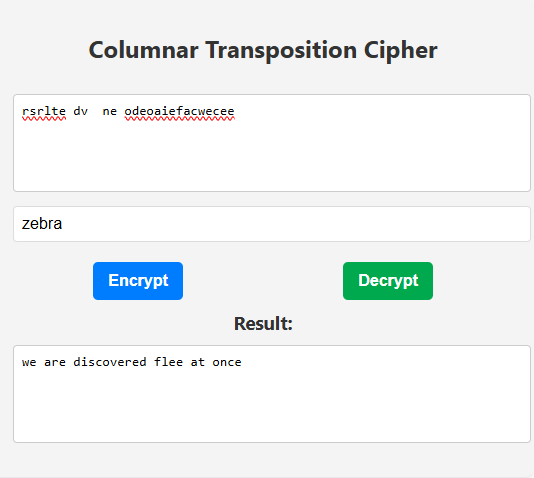 Columnar Transposition Cipher
rsrlte dv  ne odeoaiefacwecee
zebra
Encrypt
Decrypt
Result:
we are discovered flee at once